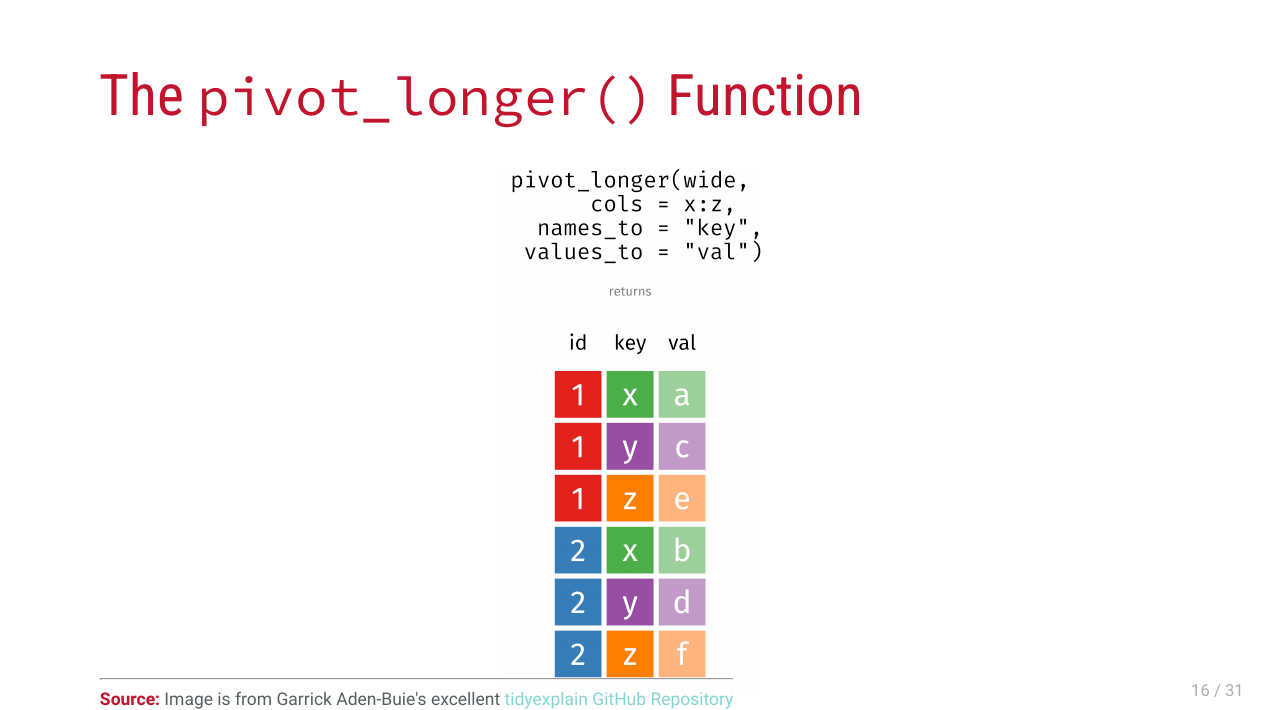 The pivot_longer() Function
pivot_longer(wide,
cols = x:z,
names_to = "key",
values_to = "val")
returns
id key val
1 x a
1 y c
1 z e
2 x b
2 y d
2 z f
Source: Image is from Garrick Aden-Buie's excellent tidyexplain GitHub Repository
16 / 31